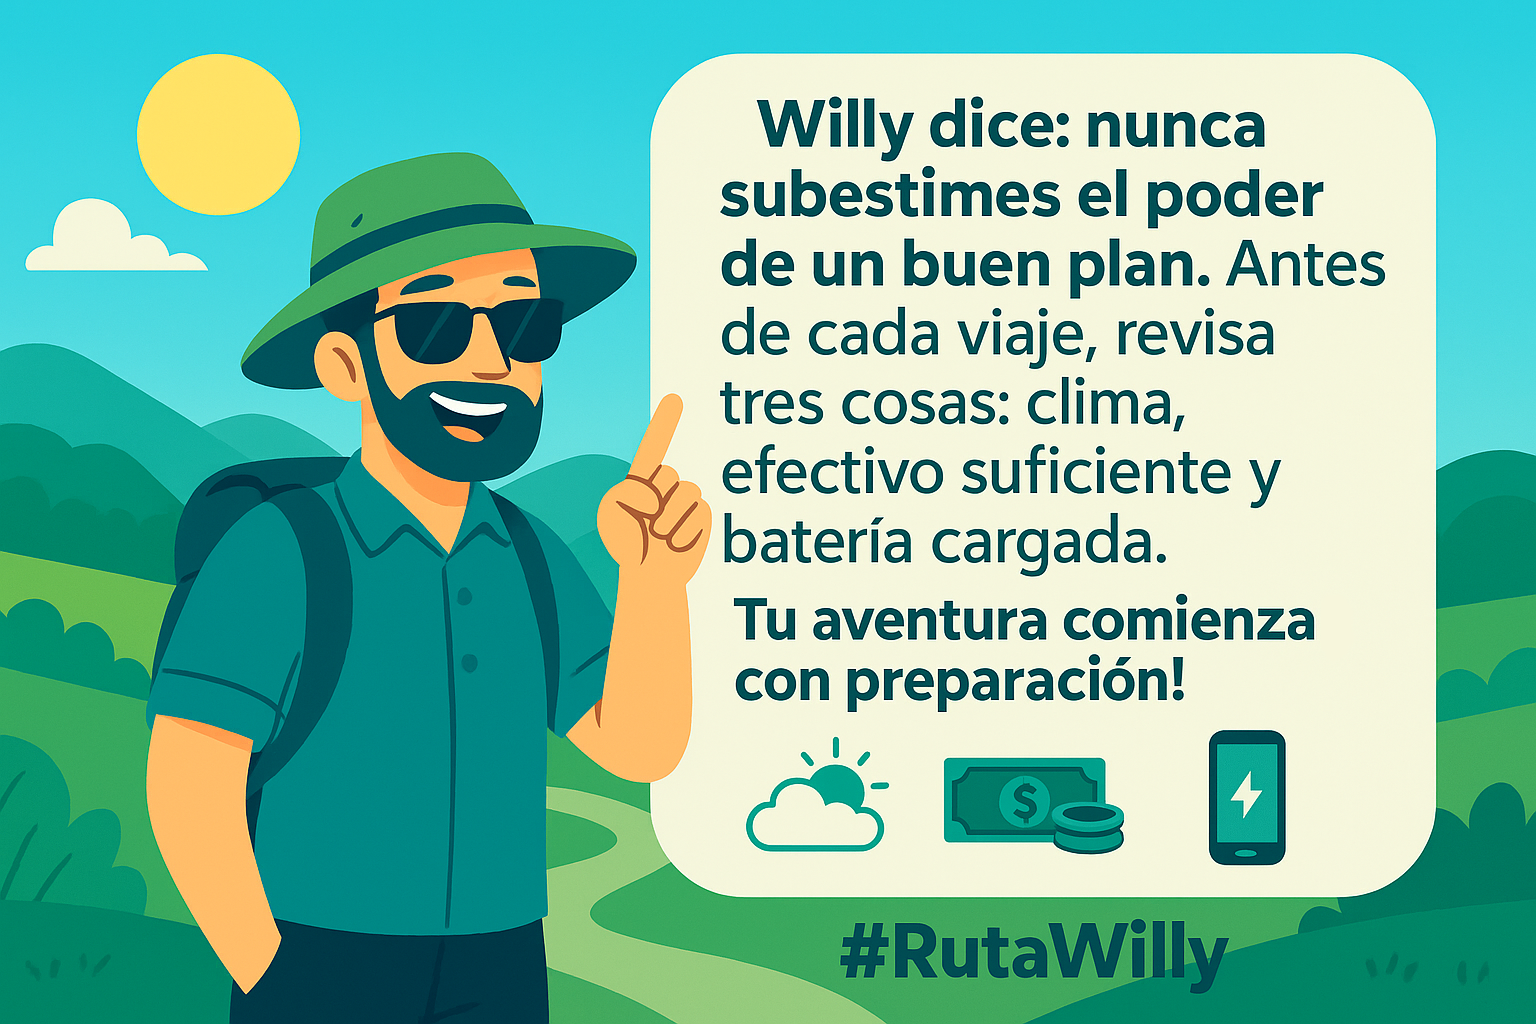 Willy dice: nunca
subestimes el poder
de un buen plan. Antes
de cada viaje, revisa
tres cosas: clima,
efectivo suficiente y
batería cargada.
Tu aventura comienza
con preparación!
$
#RutaWilly